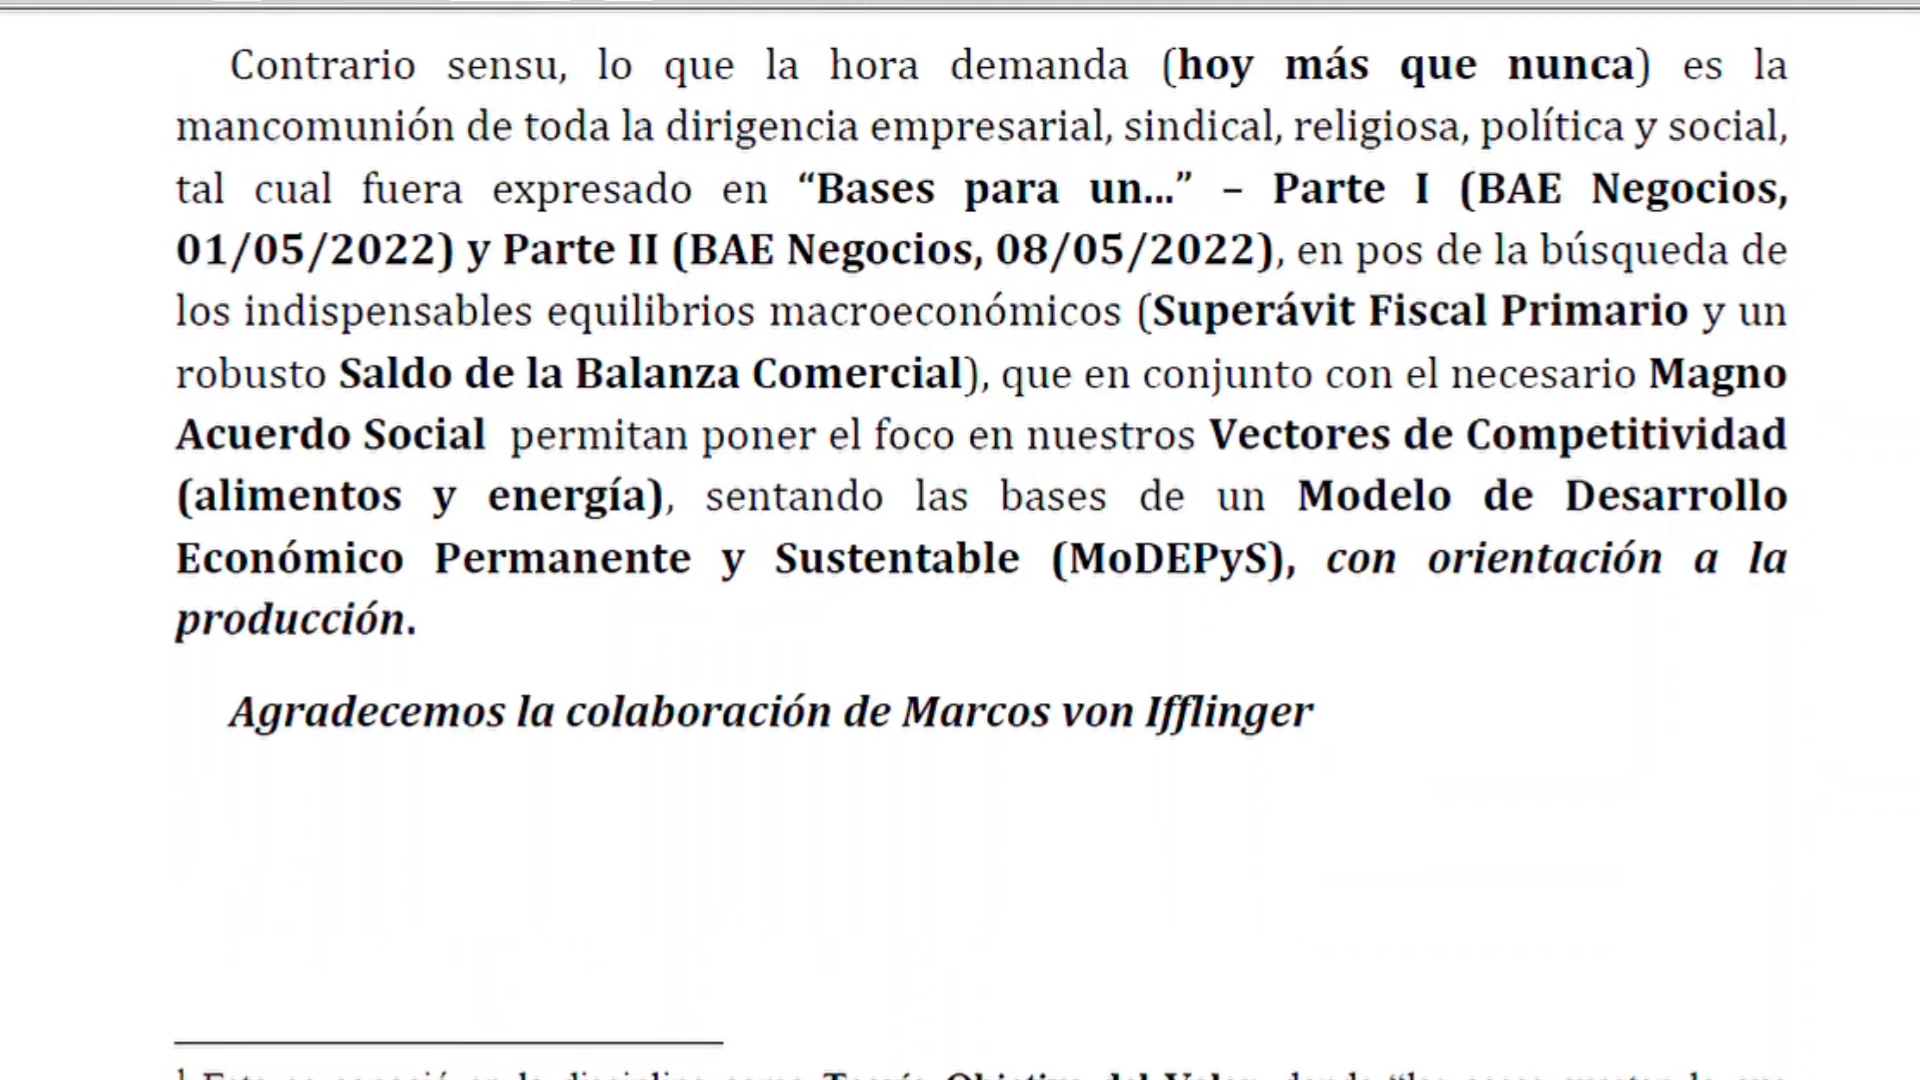 Contrario sensu, lo que la hora demanda (hoy más que nunca) es la
mancomunión de toda la dirigencia empresarial, sindical, religiosa, política y social,
tal cual fuera expresado en “Bases para un...” – Parte I (BAE Negocios,
01/05/2022) y Parte II (BAE Negocios, 08/05/2022), en pos de la búsqueda de
los indispensables equilibrios macroeconómicos (Superávit Fiscal Primario y un
robusto Saldo de la Balanza Comercial), que en conjunto con el necesario Magno
Acuerdo Social permitan poner el foco en nuestros Vectores de Competitividad
(alimentos y energía), sentando las bases de un Modelo de Desarrollo
Económico Permanente y Sustentable (MoDEPyS), con orientación a la
producción.
Agradecemos la colaboración de Marcos von Ifflinger